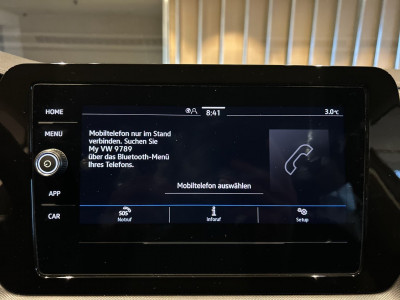 HOME
MENU
APP
CAR
8:41
3.0°C
Mobiltelefon nur im Stand
verbinden. Suchen Sie
My VW 9789
über das Bluetooth-Menü
Ihres Telefons.
Mobiltelefon auswählen
SOS
Notruf
Inforuf
Setup